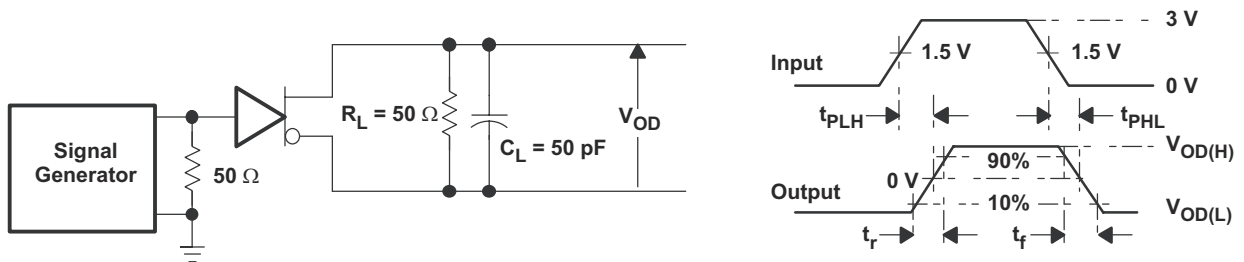 Signal
Generator
50 Ω
R_L = 50 Ω
C_L = 50 pF
V_OD
Input
1.5 V
1.5 V
3 V
0 V
t_PLH
t_PHL
Output
0 V
90%
10%
V_OD(H)
V_OD(L)
t_r
t_f